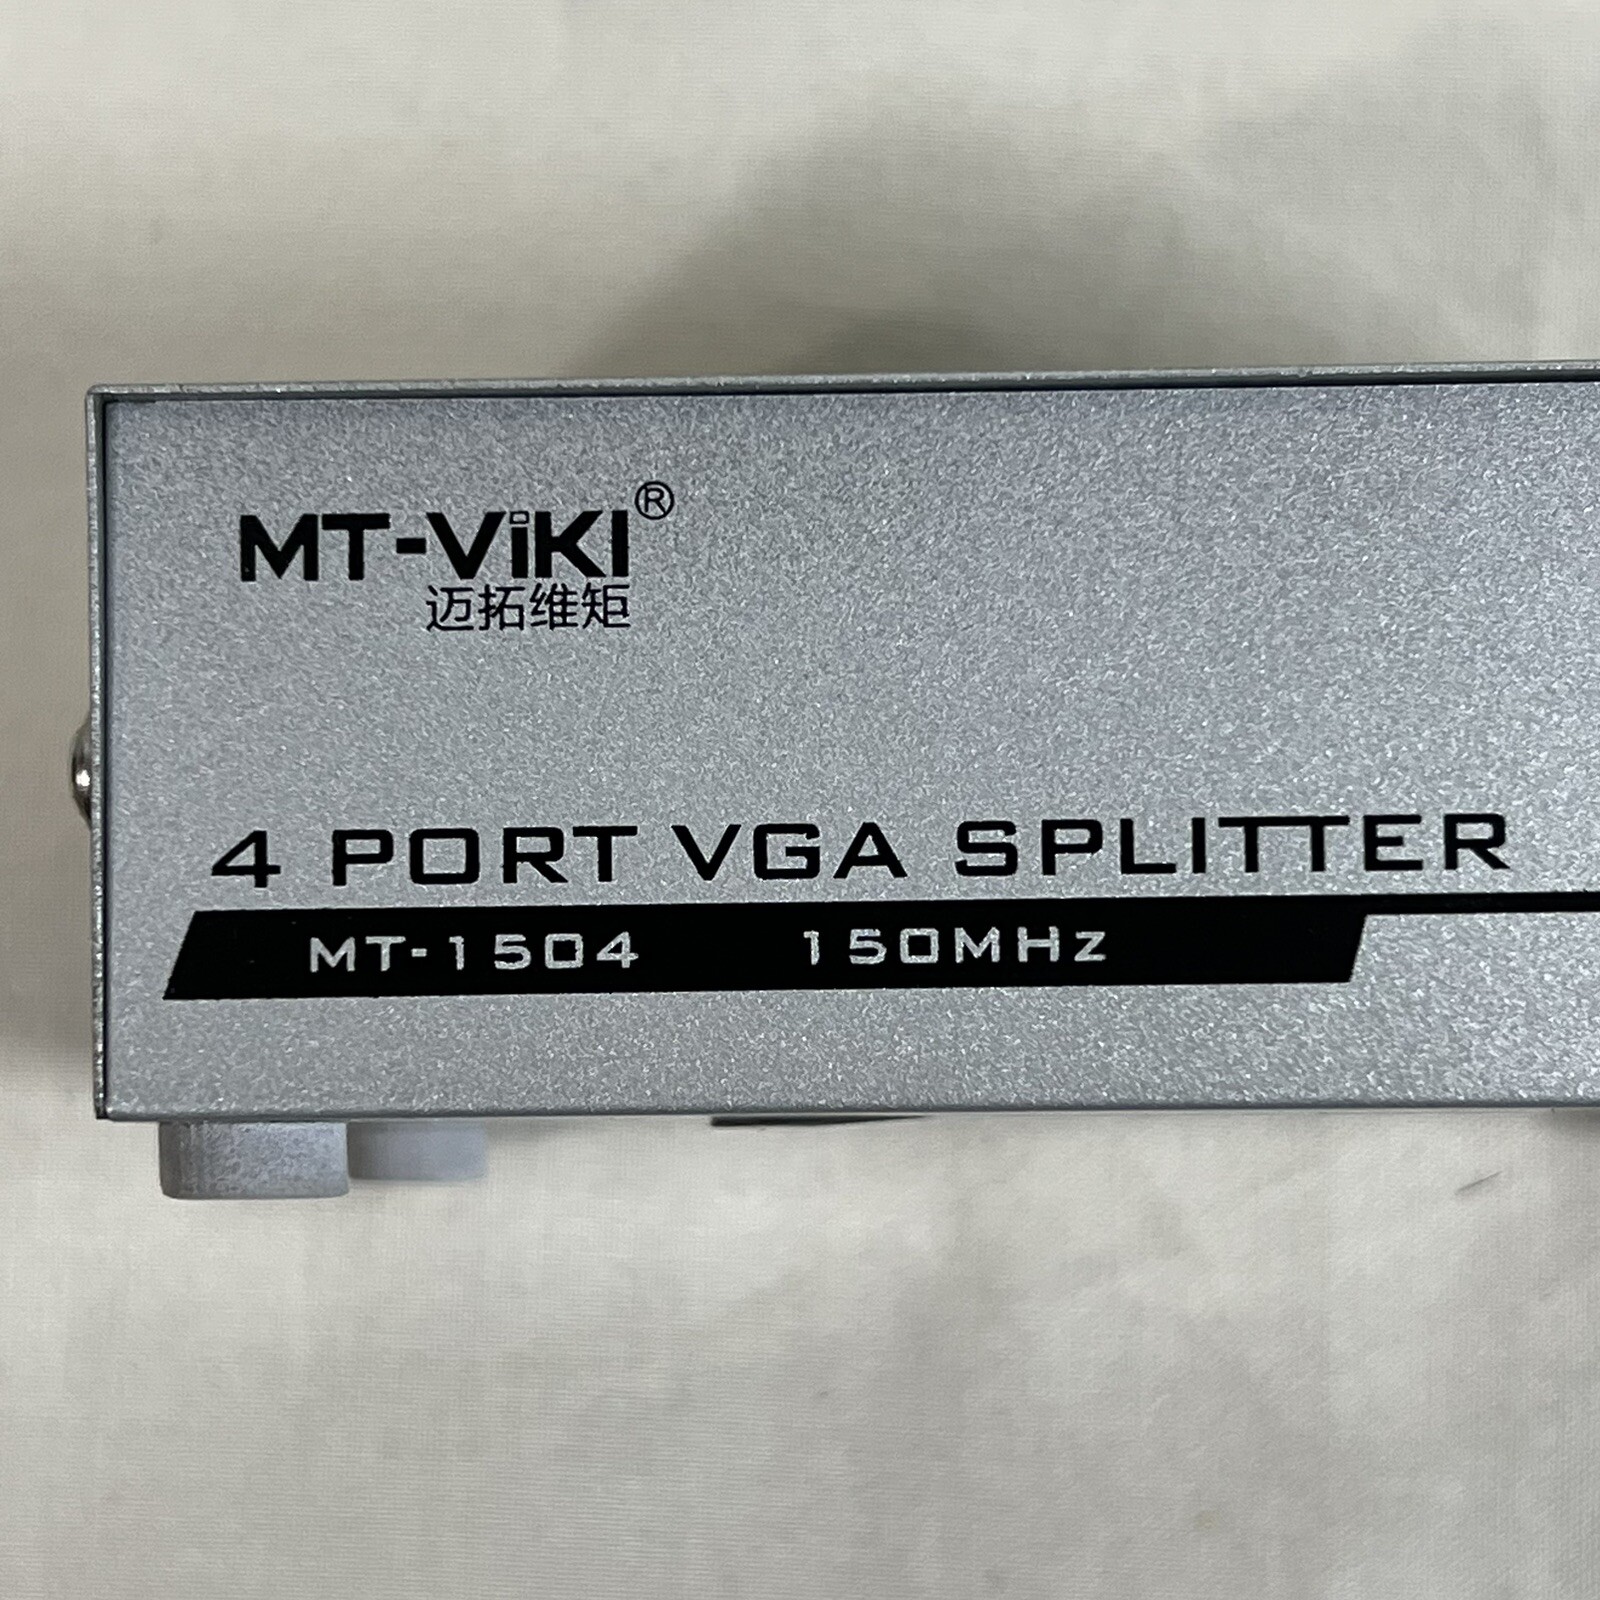 MT-ViKI®
迈拓维矩
4 PORT VGA SPLITTER
MT-1504 150MHz